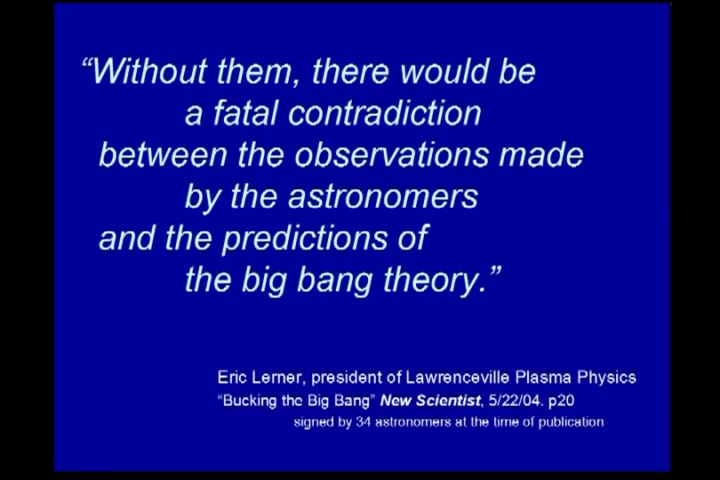 “Without them, there would be
a fatal contradiction
between the observations made
by the astronomers
and the predictions of
the big bang theory.”
Eric Lerner, president of Lawrenceville Plasma Physics
“Bucking the Big Bang” New Scientist, 5/22/04. p20
signed by 34 astronomers at the time of publication